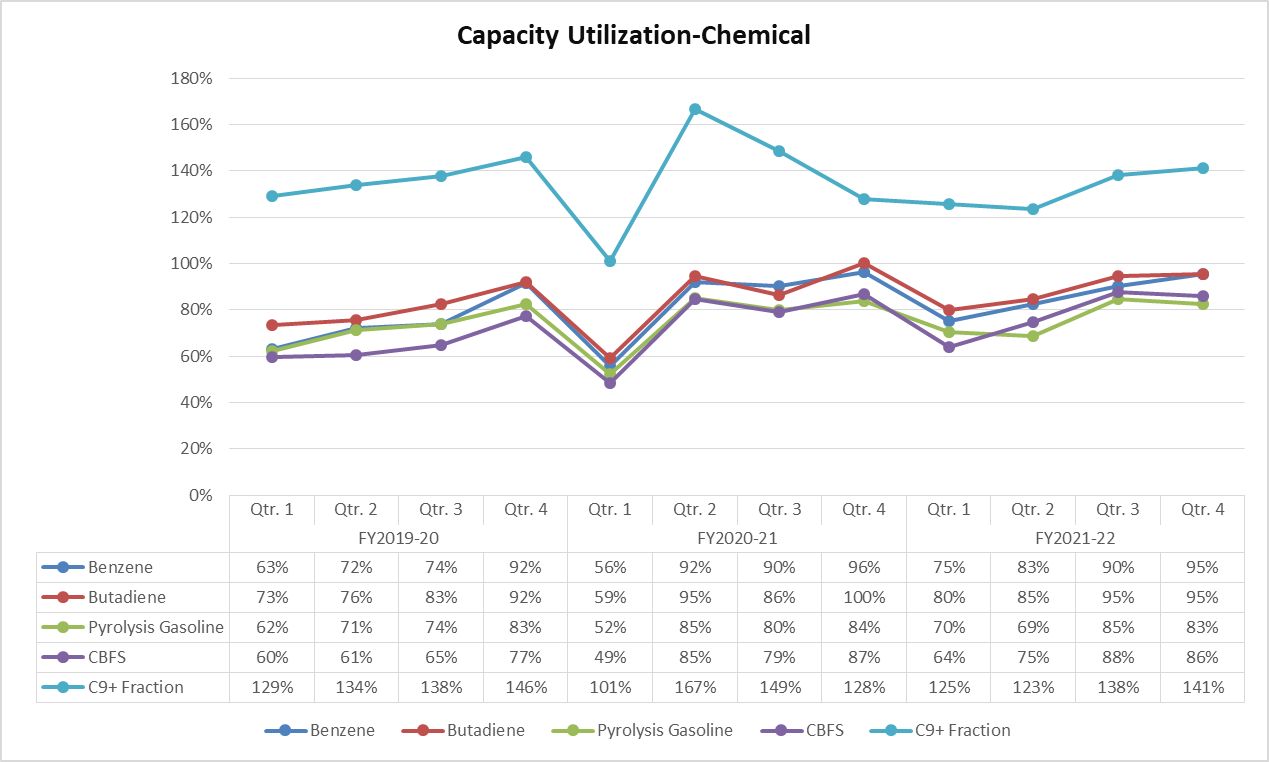 Capacity Utilization-Chemical
180%
160%
140%
120%
100%
80%
60%
40%
20%
0%
Qtr. 1 Qtr. 2 Qtr. 3 Qtr. 4 Qtr. 1 Qtr. 2 Qtr. 3 Qtr. 4 Qtr. 1 Qtr. 2 Qtr. 3 Qtr. 4
FY2019-20 FY2020-21 FY2021-22
Benzene 63% 72% 74% 92% 56% 92% 90% 96% 75% 83% 90% 95%
Butadiene 73% 76% 83% 92% 59% 95% 86% 100% 80% 85% 95% 95%
Pyrolysis Gasoline 62% 71% 74% 83% 52% 85% 80% 84% 70% 69% 85% 83%
CBFS 60% 61% 65% 77% 49% 85% 79% 87% 64% 75% 88% 86%
C9+ Fraction 129% 134% 138% 146% 101% 167% 149% 128% 125% 123% 138% 141%
Benzene Butadiene Pyrolysis Gasoline CBFS C9+ Fraction